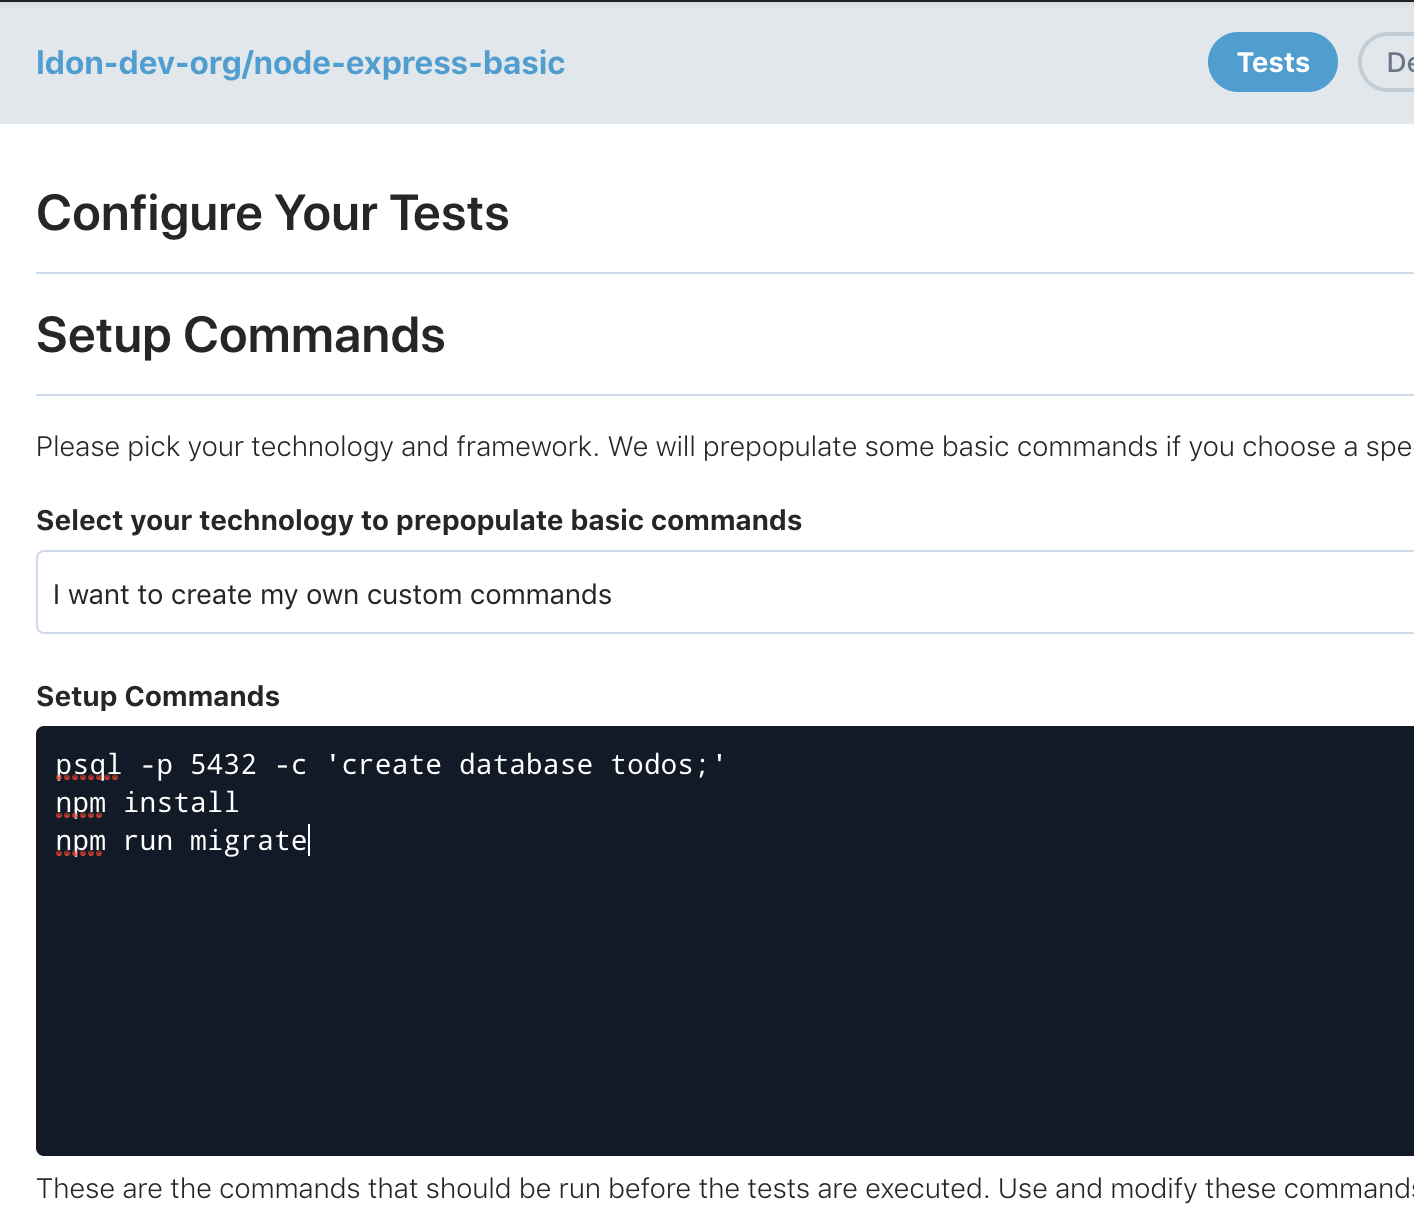 ldon-dev-org/node-express-basic
Tests
De
Configure Your Tests
Setup Commands
Please pick your technology and framework. We will prepopulate some basic commands if you choose a spe
Select your technology to prepopulate basic commands
I want to create my own custom commands
Setup Commands
psql -p 5432 -c 'create database todos;'
npm install
npm run migrate
These are the commands that should be run before the tests are executed. Use and modify these commands